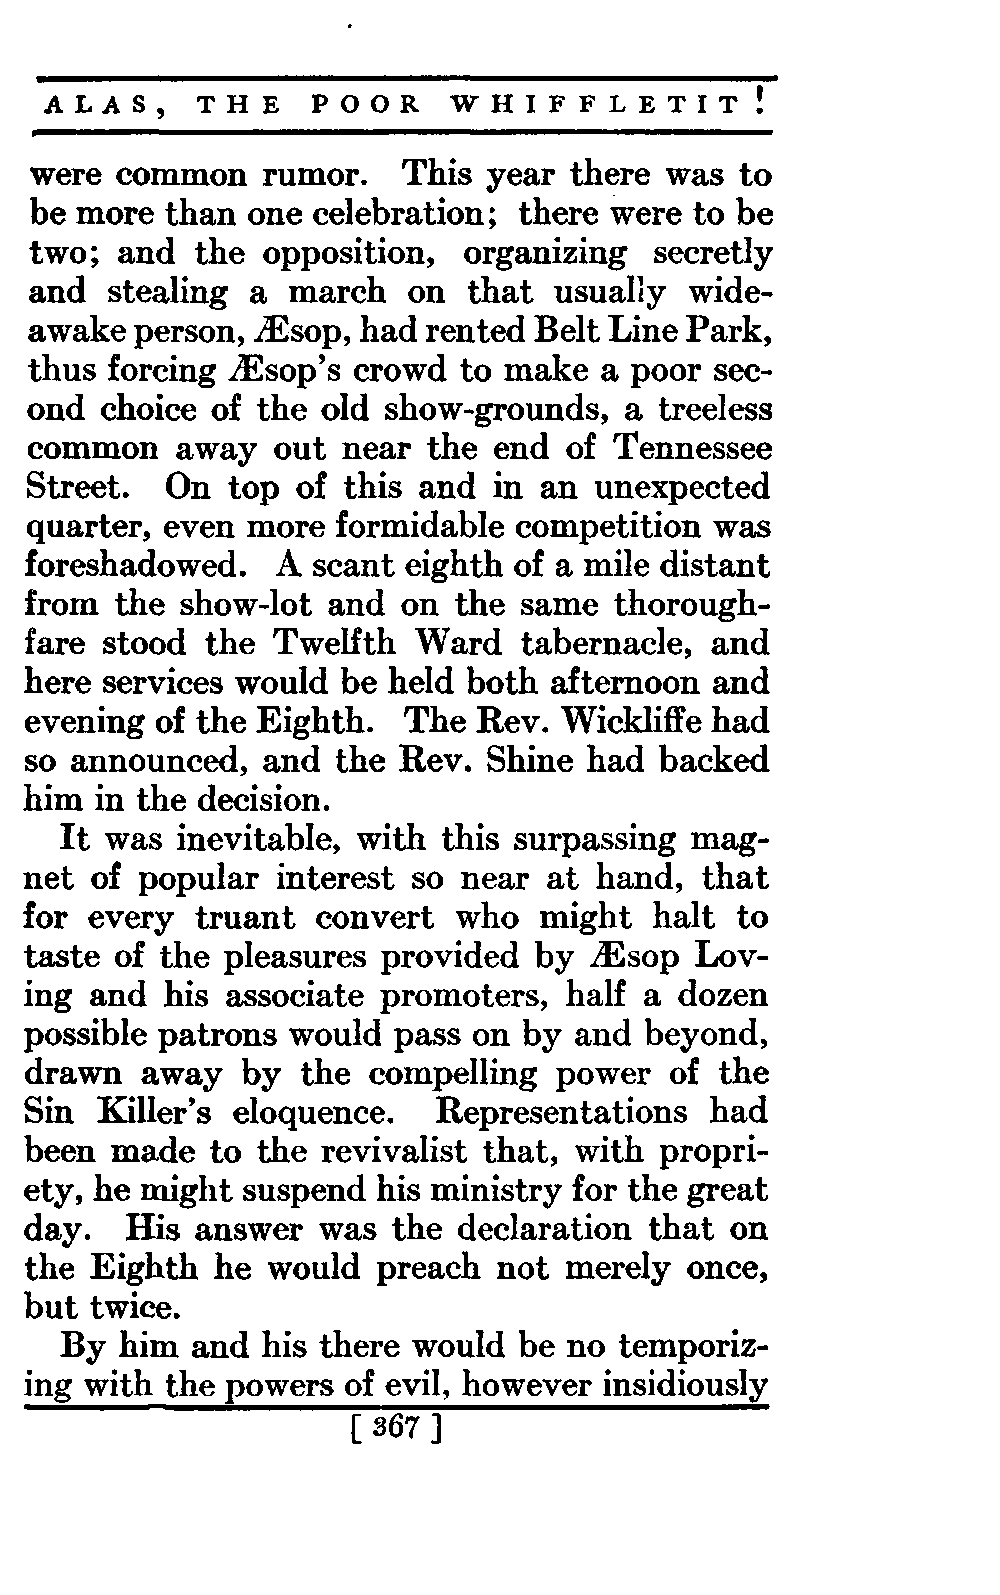 ALAS, THE POOR WHIFFLETIT!
were common rumor. This year there was to
be more than one celebration; there were to be
two; and the opposition, organizing secretly
and stealing a march on that usually wide-
awake person, Æsop, had rented Belt Line Park,
thus forcing Æsop's crowd to make a poor sec-
ond choice of the old show-grounds, a treeless
common away out near the end of Tennessee
Street. On top of this and in an unexpected
quarter, even more formidable competition was
foreshadowed. A scant eighth of a mile distant
from the show-lot and on the same thorough-
fare stood the Twelfth Ward tabernacle, and
here services would be held both afternoon and
evening of the Eighth. The Rev. Wickliffe had
so announced, and the Rev. Shine had backed
him in the decision.
It was inevitable, with this surpassing mag-
net of popular interest so near at hand, that
for every truant convert who might halt to
taste of the pleasures provided by Æsop Lov-
ing and his associate promoters, half a dozen
possible patrons would pass on by and beyond,
drawn away by the compelling power of the
Sin Killer's eloquence. Representations had
been made to the revivalist that, with propri-
ety, he might suspend his ministry for the great
day. His answer was the declaration that on
the Eighth he would preach not merely once,
but twice.
By him and his there would be no temporiz-
ing with the powers of evil, however insidiously
[ 367 ]